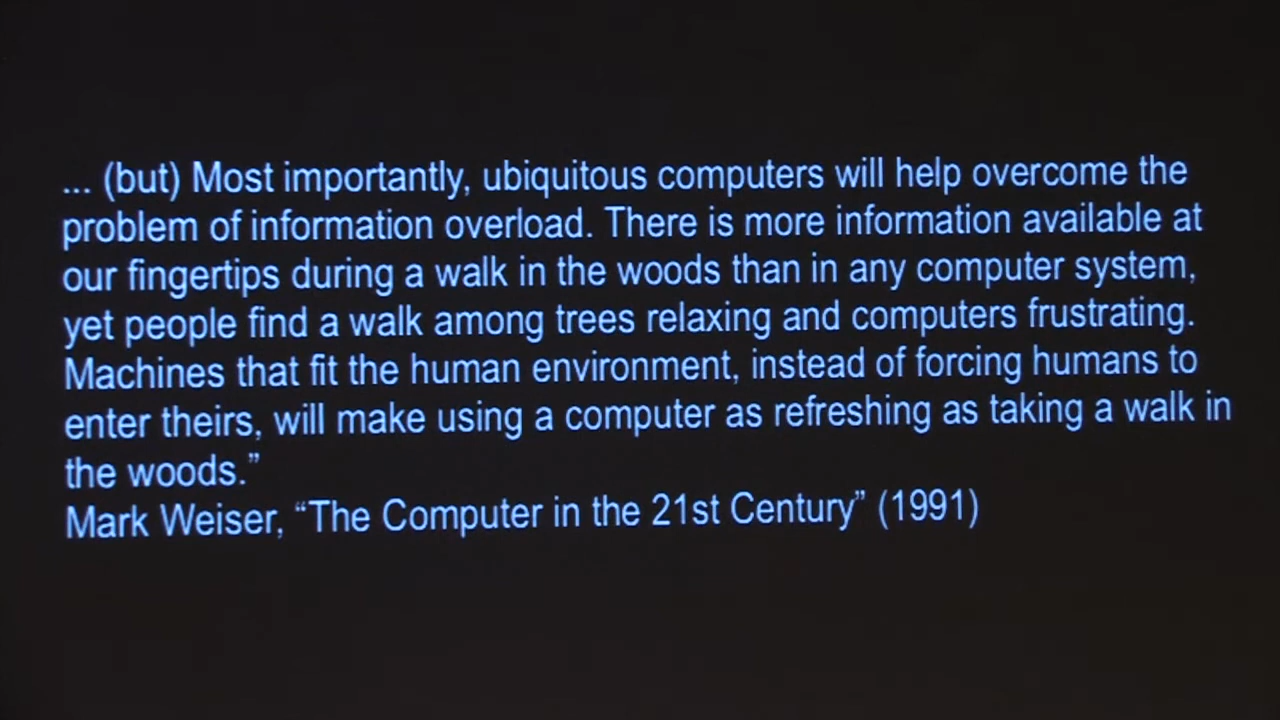 ... (but) Most importantly, ubiquitous computers will help overcome the
problem of information overload. There is more information available at
our fingertips during a walk in the woods than in any computer system,
yet people find a walk among trees relaxing and computers frustrating.
Machines that fit the human environment, instead of forcing humans to
enter theirs, will make using a computer as refreshing as taking a walk in
the woods.”
Mark Weiser, “The Computer in the 21st Century” (1991)